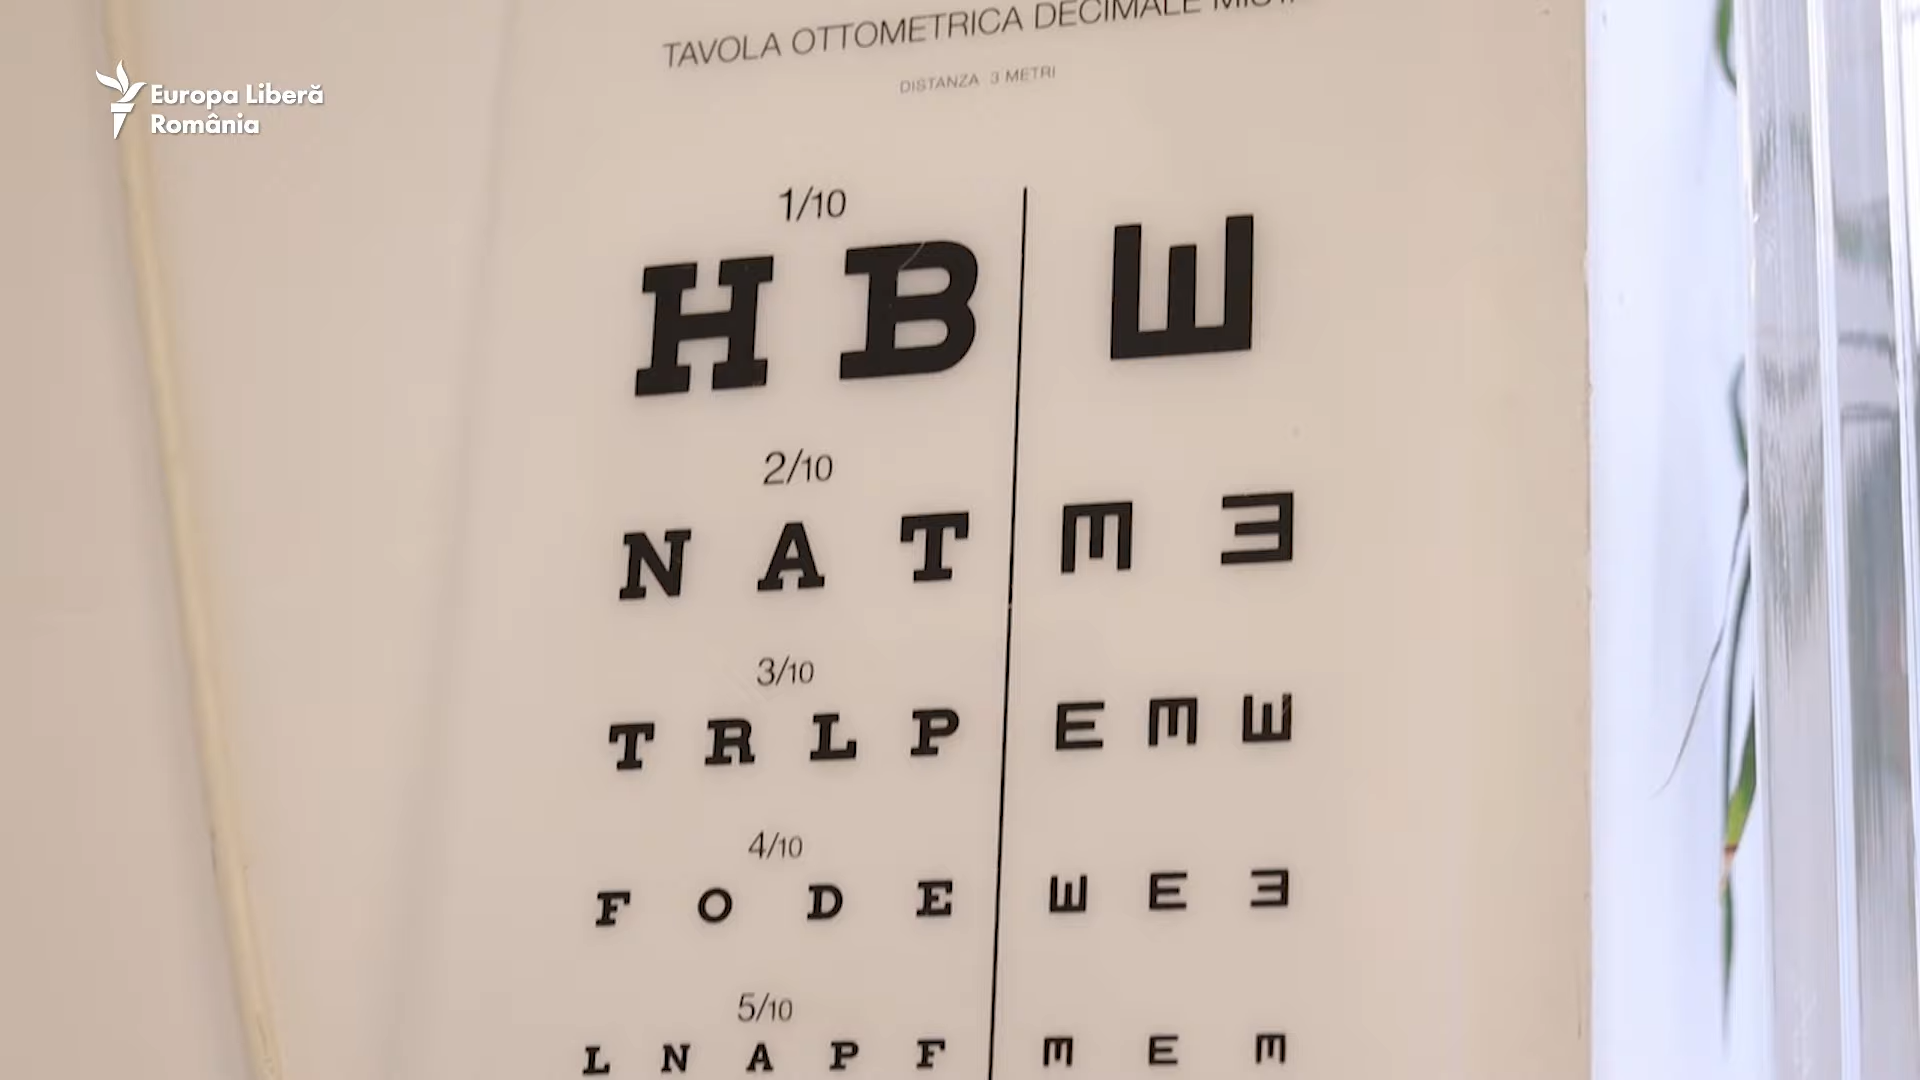 TAVOLA OTTOMETRICA DECIMALE
DISTANZA 3 METRI
Europa Liberă
România
1/10
H B E
2/10
N A T E E
3/10
T R L P E E E
4/10
F O D E E E E
5/10
L N A P F E E E